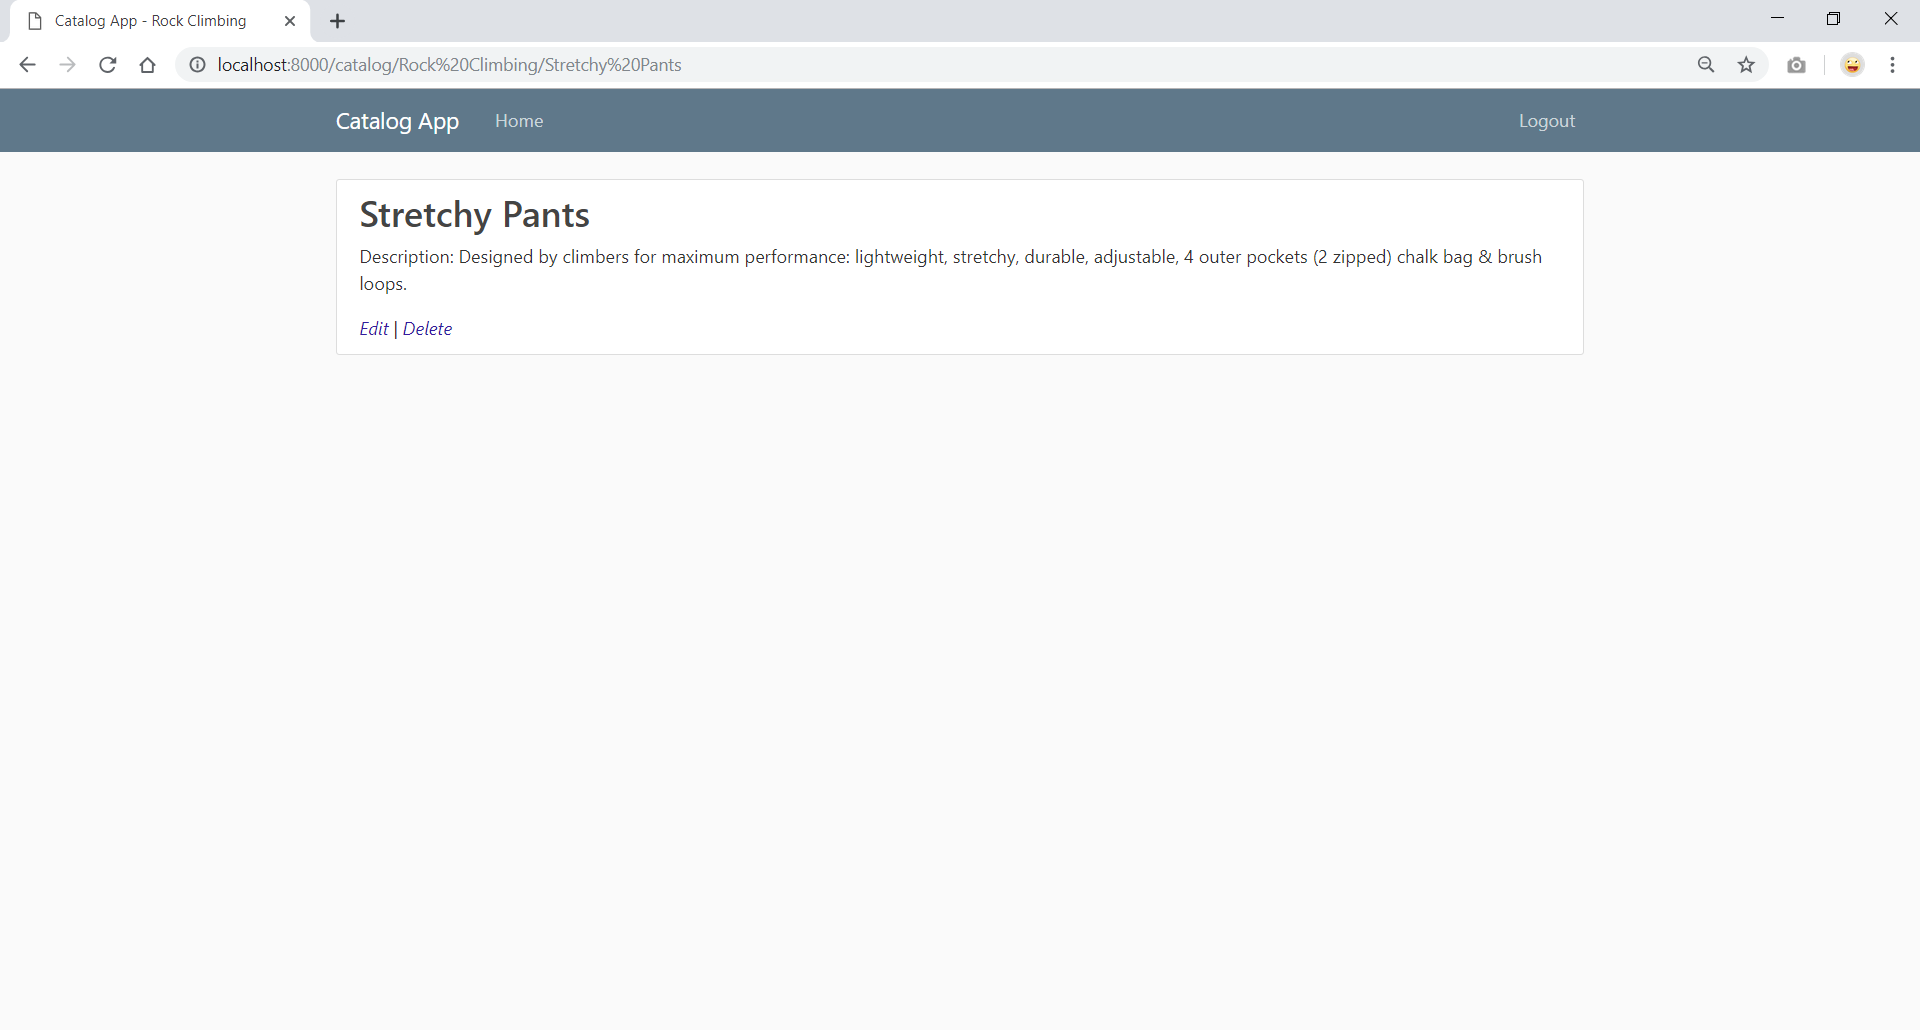 Catalog App - Rock Climbing
localhost:8000/catalog/Rock%20Climbing/Stretchy%20Pants
Catalog App Home Logout
Stretchy Pants
Description: Designed by climbers for maximum performance: lightweight, stretchy, durable, adjustable, 4 outer pockets (2 zipped) chalk bag & brush
loops.
Edit | Delete